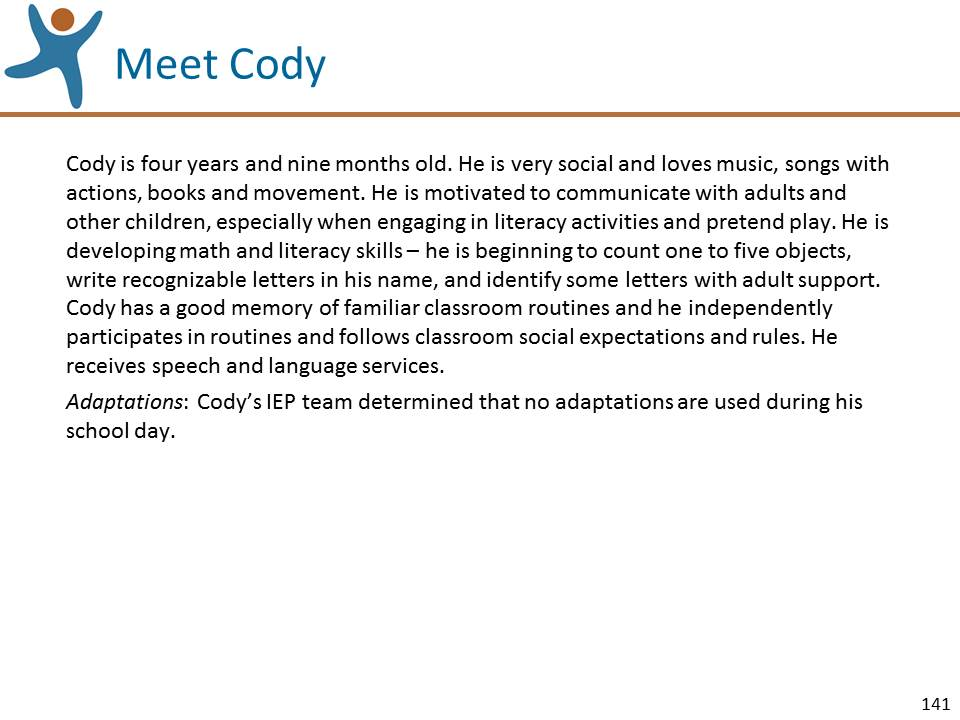 Meet Cody
Cody is four years and nine months old. He is very social and loves music, songs with
actions, books and movement. He is motivated to communicate with adults and
other children, especially when engaging in literacy activities and pretend play. He is
developing math and literacy skills – he is beginning to count one to five objects,
write recognizable letters in his name, and identify some letters with adult support.
Cody has a good memory of familiar classroom routines and he independently
participates in routines and follows classroom social expectations and rules. He
receives speech and language services.
Adaptations: Cody’s IEP team determined that no adaptations are used during his
school day.
141